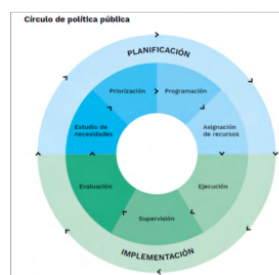 Círculo de política pública
PLANIFICACIÓN
Priorización
Programación
Estudio de
necesidades
Asignación
de recursos
Evaluación
Ejecución
Supervisión
IMPLEMENTACIÓN